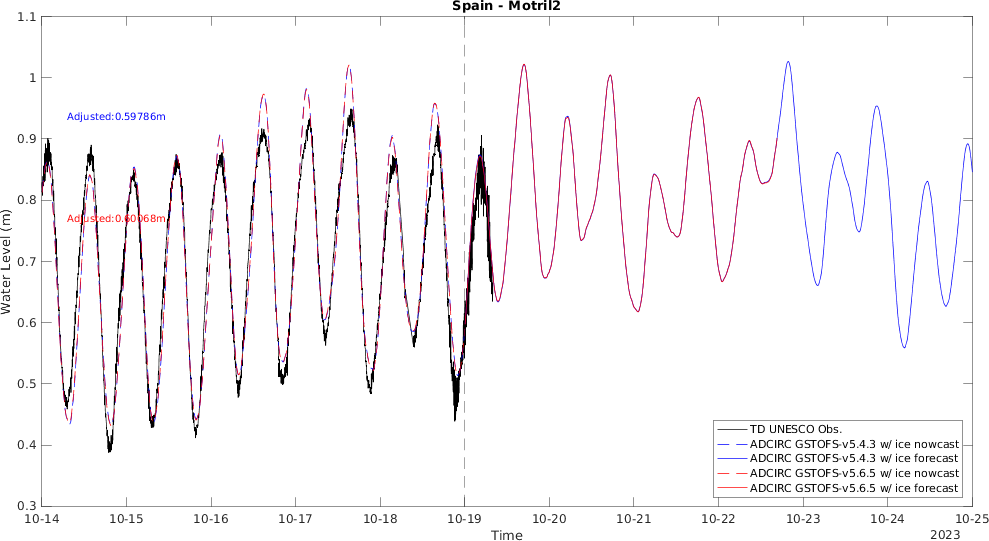 Spain - Motril2
1.1
1
0.9
0.8
0.7
0.6
0.5
0.4
0.3
Water Level (m)
Adjusted:0.59786m
Adjusted:0.60068m
TD UNESCO Obs.
ADCIRC GSTOFS-v5.4.3 w/ ice nowcast
ADCIRC GSTOFS-v5.4.3 w/ ice forecast
ADCIRC GSTOFS-v5.6.5 w/ ice nowcast
ADCIRC GSTOFS-v5.6.5 w/ ice forecast
10-14 10-15 10-16 10-17 10-18 10-19 10-20 10-21 10-22 10-23 10-24 10-25
Time
2023